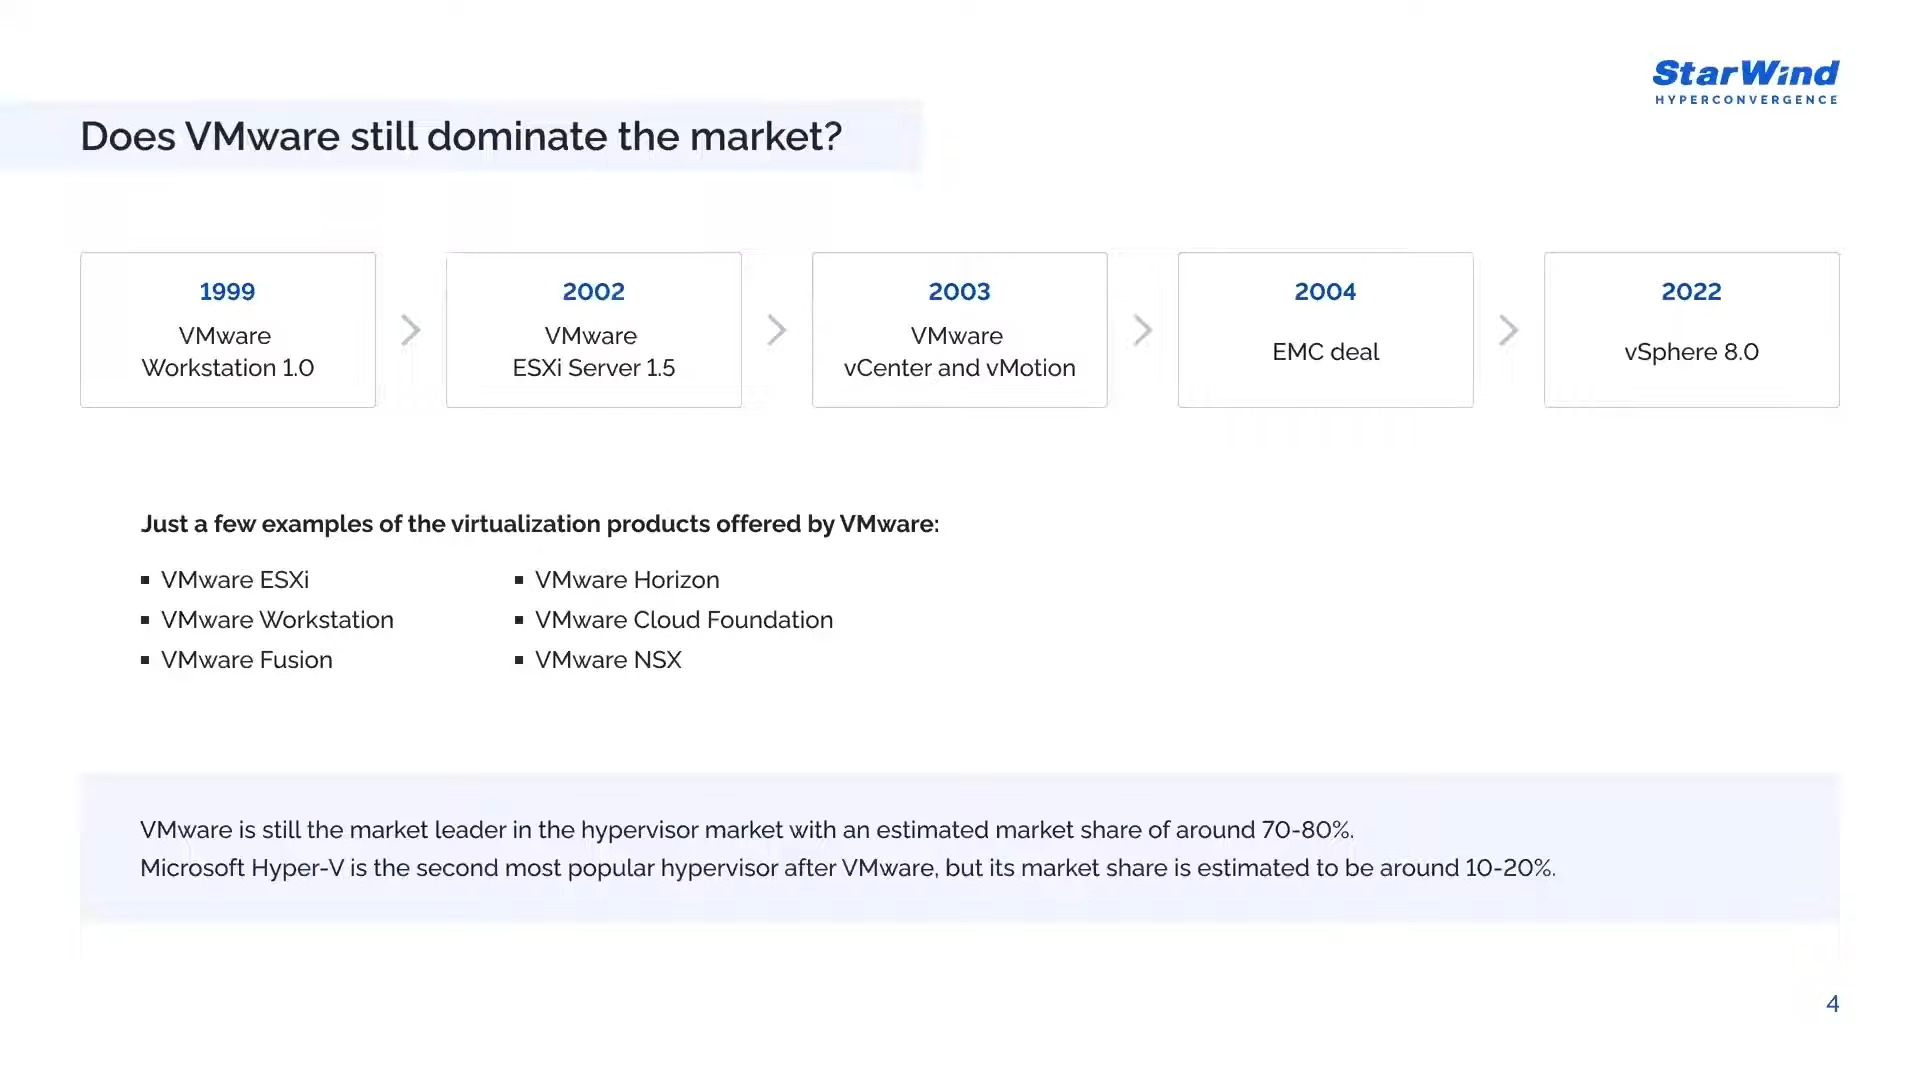 StarWind
HYPERCONVERGENCE
Does VMware still dominate the market?
1999
VMware
Workstation 1.0
2002
VMware
ESXi Server 1.5
2003
VMware
vCenter and vMotion
2004
EMC deal
2022
vSphere 8.0
Just a few examples of the virtualization products offered by VMware:
▪ VMware ESXi
▪ VMware Workstation
▪ VMware Fusion
▪ VMware Horizon
▪ VMware Cloud Foundation
▪ VMware NSX
VMware is still the market leader in the hypervisor market with an estimated market share of around 70-80%.
Microsoft Hyper-V is the second most popular hypervisor after VMware, but its market share is estimated to be around 10-20%.
4